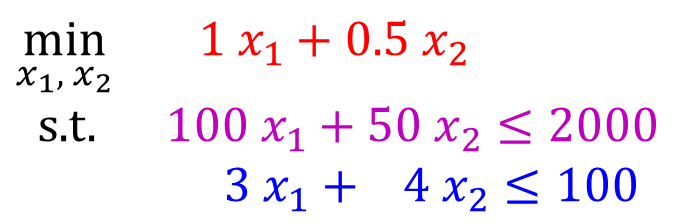 min 1 x₁ + 0.5 x₂
x₁, x₂
s.t. 100 x₁ + 50 x₂ ≤ 2000
3 x₁ + 4 x₂ ≤ 100